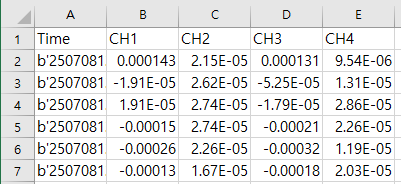 A B C D E
1 Time CH1 CH2 CH3 CH4
2 b'2507081 0.000143 2.15E-05 0.000131 9.54E-06
3 b'2507081 -1.91E-05 2.62E-05 -5.25E-05 1.31E-05
4 b'2507081 1.91E-05 2.74E-05 -1.79E-05 2.86E-05
5 b'2507081 -0.00015 2.74E-05 -0.00021 2.26E-05
6 b'2507081 -0.00026 2.26E-05 -0.00032 1.19E-05
7 b'2507081 -0.00013 1.67E-05 -0.00018 2.03E-05